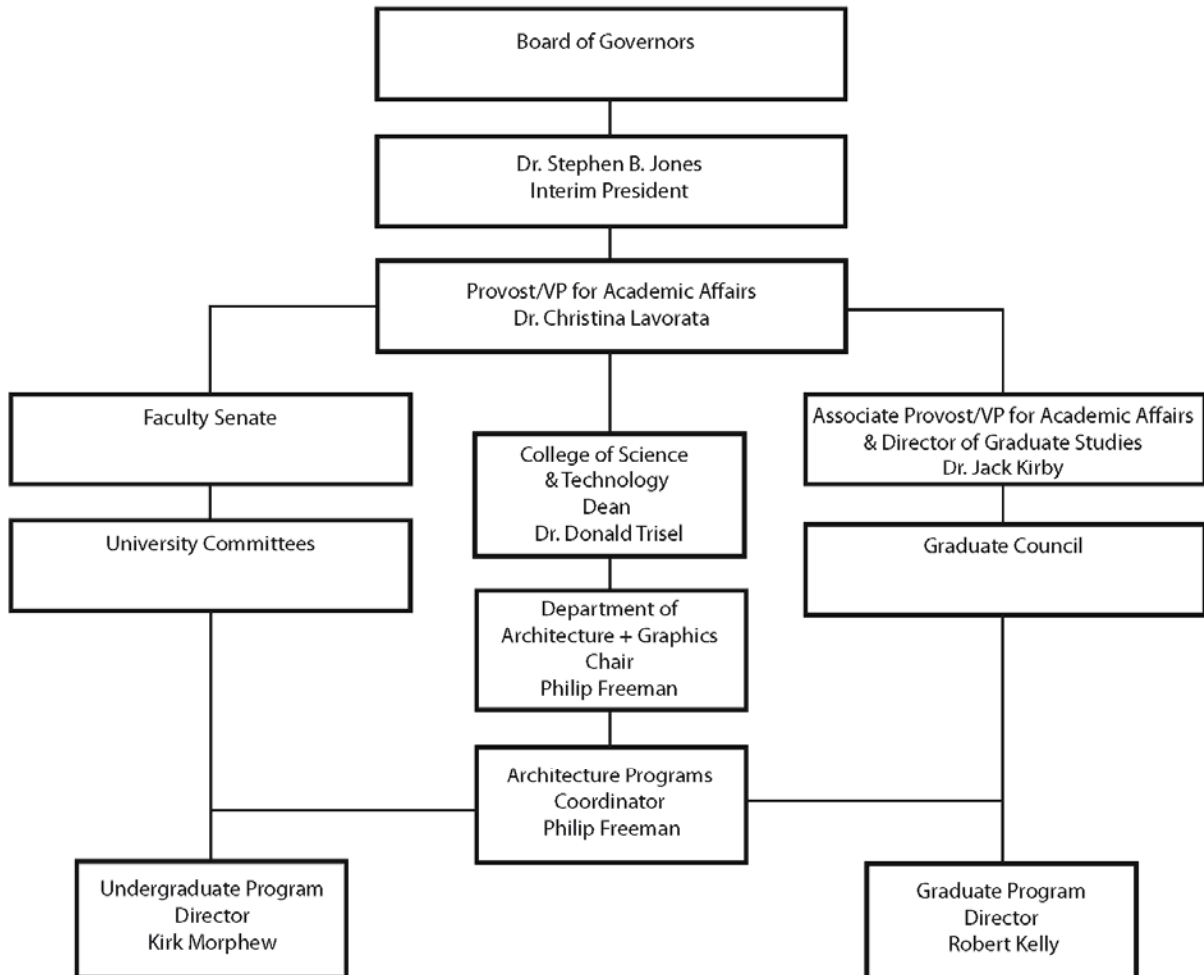 Board of Governors
Dr. Stephen B. Jones
Interim President
Provost/VP for Academic Affairs
Dr. Christina Lavorata
Faculty Senate
Associate Provost/VP for Academic Affairs
& Director of Graduate Studies
Dr. Jack Kirby
College of Science
& Technology
Dean
Dr. Donald Trisel
University Committees
Graduate Council
Department of
Architecture + Graphics
Chair
Philip Freeman
Architecture Programs
Coordinator
Philip Freeman
Undergraduate Program
Director
Kirk Morphew
Graduate Program
Director
Robert Kelly